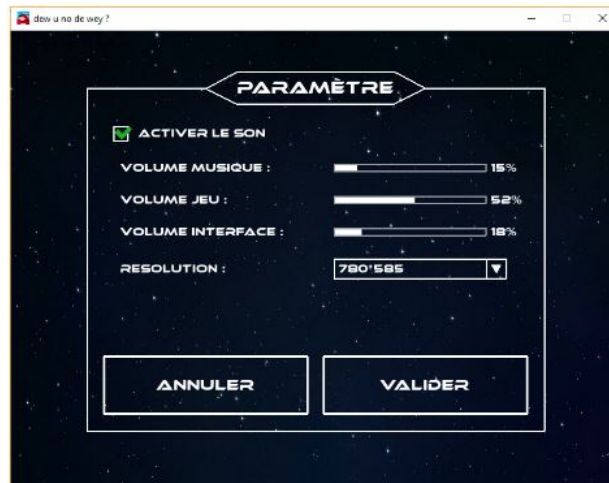 dew u no de wey ?
PARAMÈTRE
ACTIVER LE SON
VOLUME MUSIQUE : 15%
VOLUME JEU : 52%
VOLUME INTERFACE : 18%
RESOLUTION : 780*585
ANNULER VALIDER